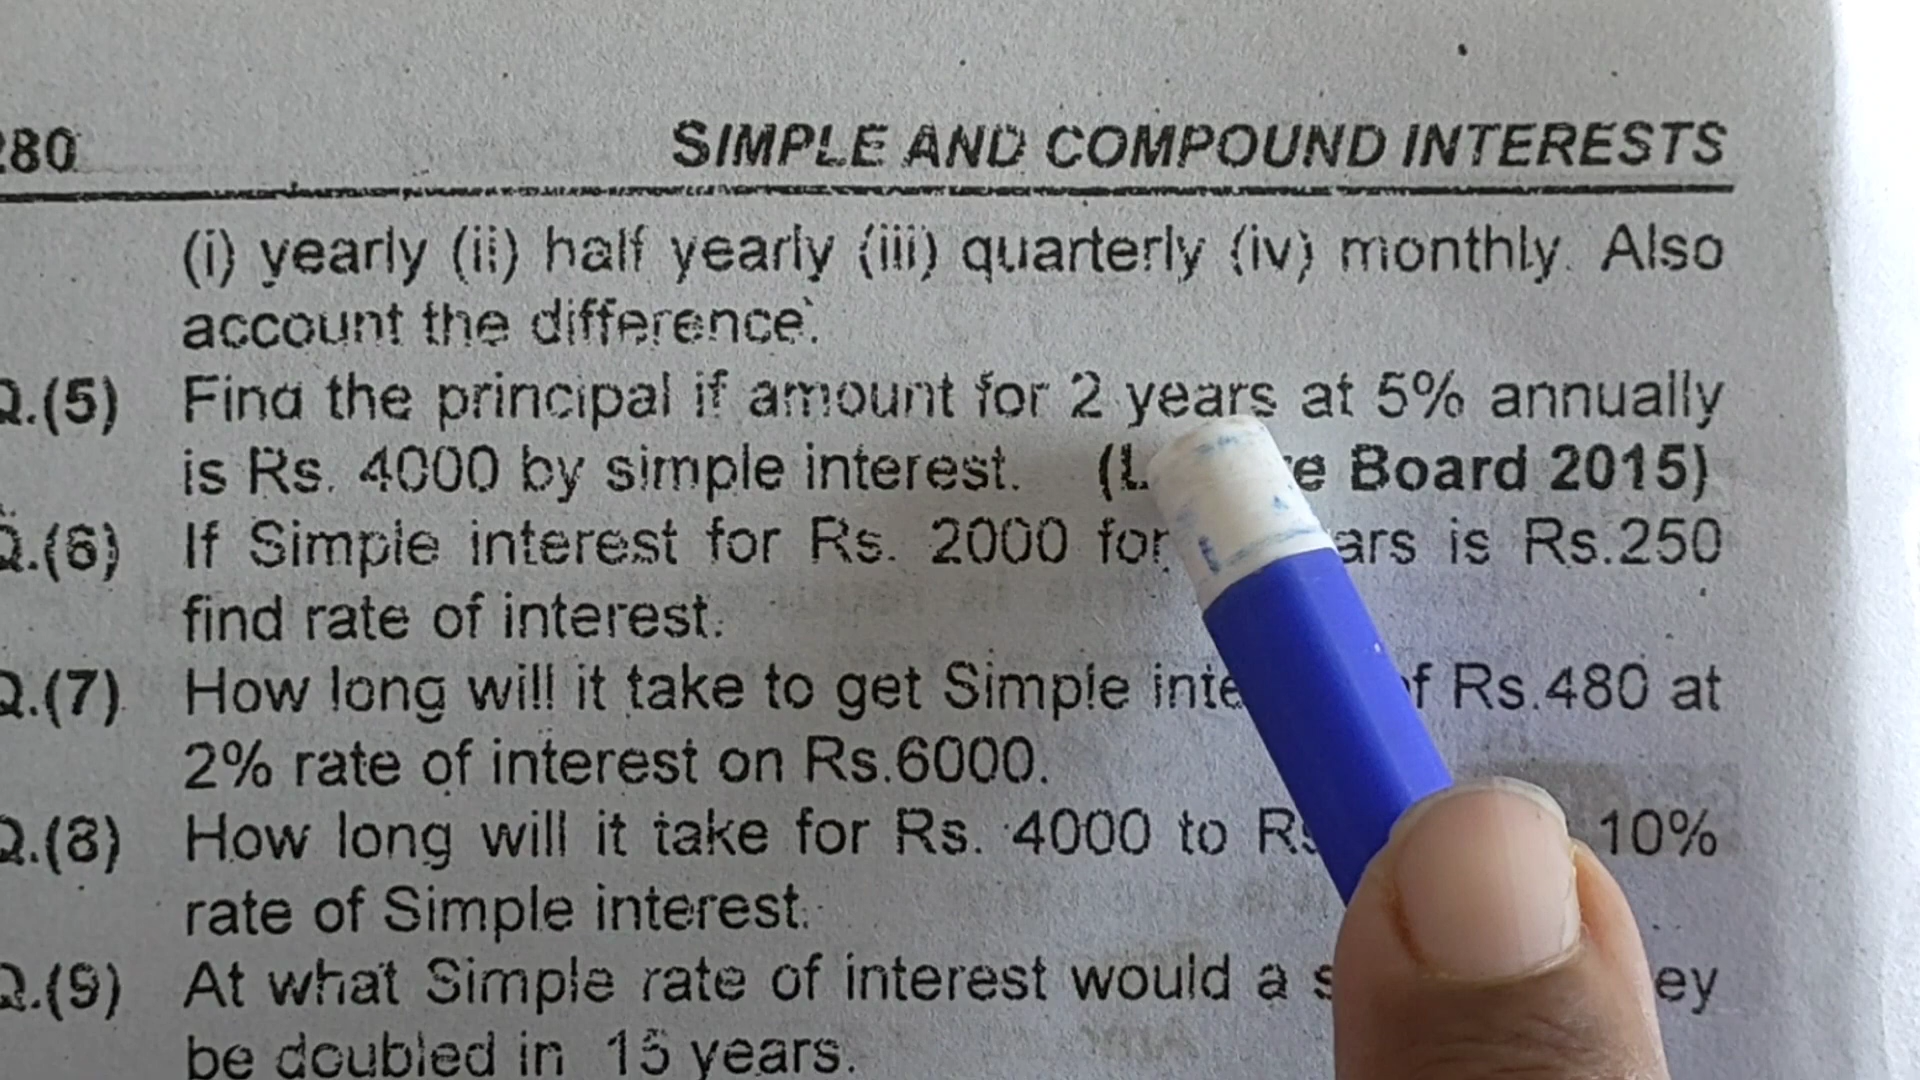 280 SIMPLE AND COMPOUND INTERESTS
(i) yearly (ii) half yearly (iii) quarterly (iv) monthly. Also
account the difference.
Q.(5) Find the principal if amount for 2 years at 5% annually
is Rs. 4000 by simple interest. Board 2015)
Q.(6) If Simple interest for Rs. 2000 for is Rs.250
find rate of interest.
Q.(7) How long will it take to get Simple Rs.480 at
2% rate of interest on Rs.6000.
Q.(8) How long will it take for Rs. 4000 to 10%
rate of Simple interest.
Q.(9) At what Simple rate of interest would a
be doubled in 15 years.